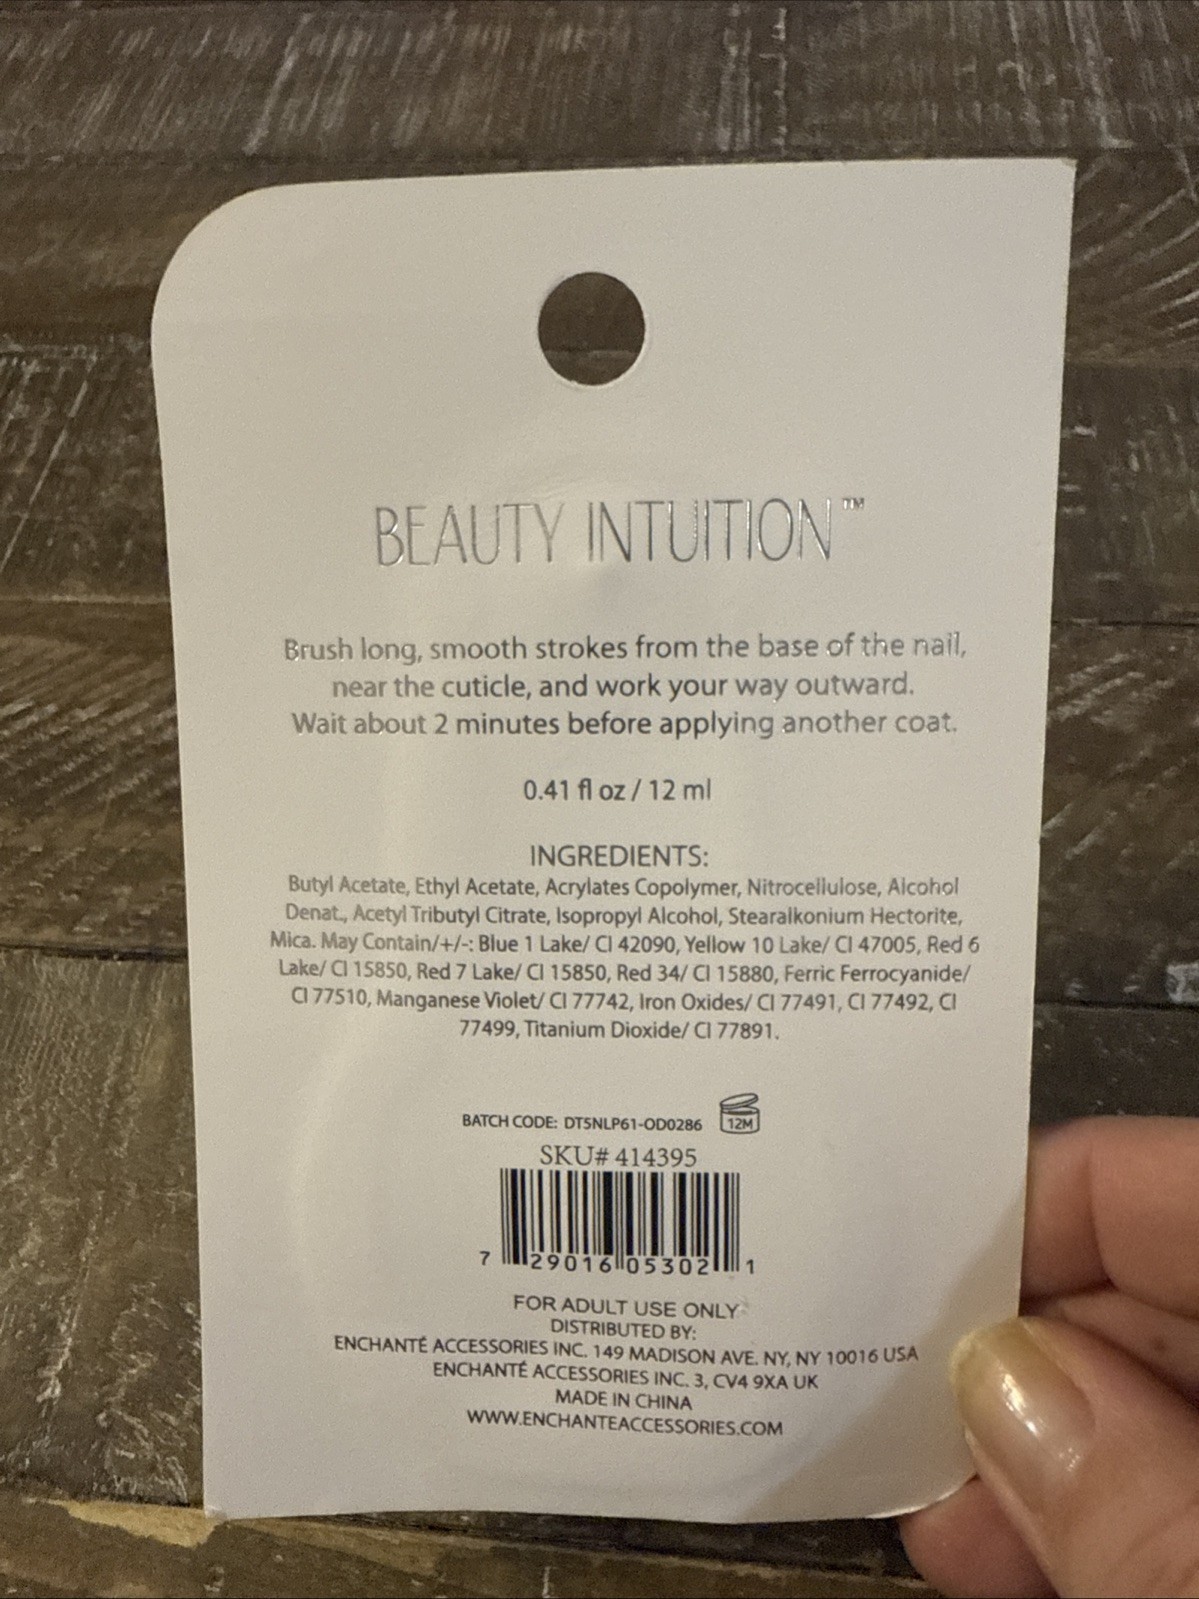 BEAUTY INTUITION™
Brush long, smooth strokes from the base of the nail,
near the cuticle, and work your way outward.
Wait about 2 minutes before applying another coat.
0.41 fl oz / 12 ml
INGREDIENTS:
Butyl Acetate, Ethyl Acetate, Acrylates Copolymer, Nitrocellulose, Alcohol
Denat., Acetyl Tributyl Citrate, Isopropyl Alcohol, Stearalkonium Hectorite,
Mica. May Contain/+/-: Blue 1 Lake/ CI 42090, Yellow 10 Lake/ CI 47005, Red 6
Lake/ CI 15850, Red 7 Lake/ CI 15850, Red 34/ CI 15880, Ferric Ferrocyanide/
CI 77510, Manganese Violet/ CI 77742, Iron Oxides/ CI 77491, CI 77492, CI
77499, Titanium Dioxide/ CI 77891.
BATCH CODE: DT5NLP61-OD0286 12M
SKU# 414395
7 29016 05302 1
FOR ADULT USE ONLY
DISTRIBUTED BY:
ENCHANTÉ ACCESSORIES INC. 149 MADISON AVE. NY, NY 10016 USA
ENCHANTÉ ACCESSORIES INC. 3, CV4 9XA UK
MADE IN CHINA
WWW.ENCHANTEACCESSORIES.COM